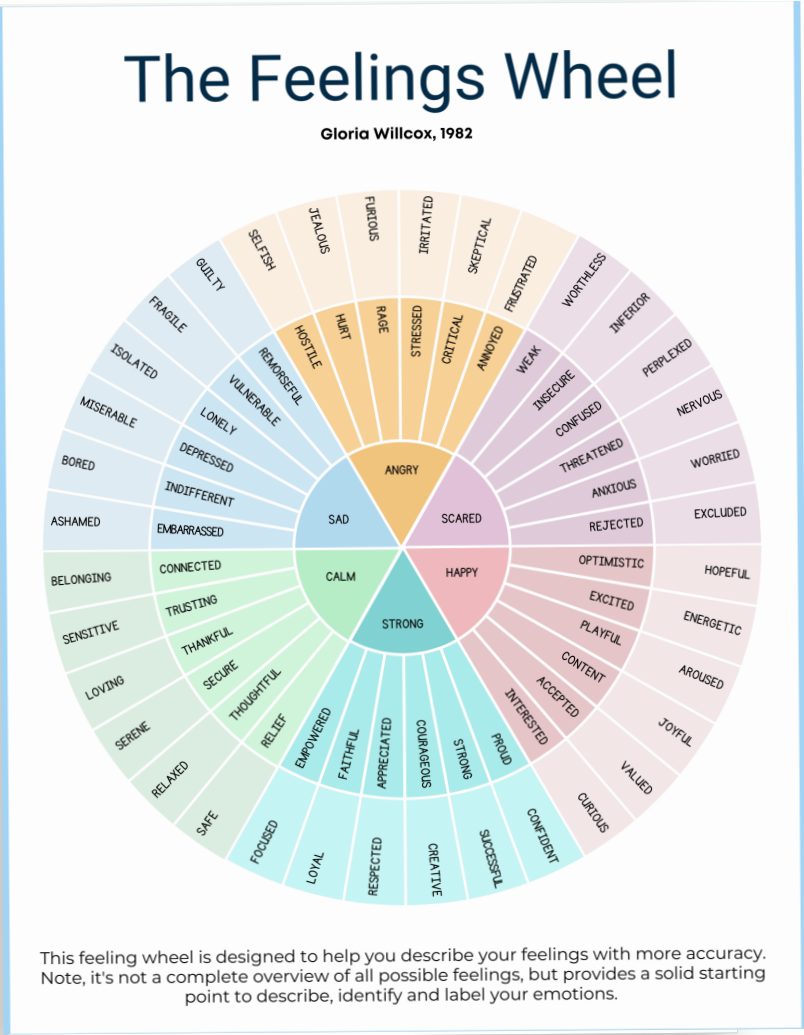 The Feelings Wheel
Gloria Willcox, 1982
SELFISH
JEALOUS
FURIOUS
IRRITATED
SKEPTICAL
FRUSTRATED
WORTHLESS
INFERIOR
PERPLEXED
NERVOUS
WORRIED
EXCLUDED
HOPEFUL
ENERGETIC
AROUSED
JOYFUL
VALUED
CURIOUS
CONFIDENT
SUCCESSFUL
CREATIVE
RESPECTED
LOYAL
FOCUSED
SAFE
RELAXED
SERENE
LOVING
SENSITIVE
BELONGING
ASHAMED
BORED
MISERABLE
ISOLATED
FRAGILE
GUILTY
HOSTILE
HURT
RAGE
STRESSED
CRITICAL
ANNOYED
WEAK
INSECURE
CONFUSED
THREATENED
ANXIOUS
REJECTED
OPTIMISTIC
EXCITED
PLAYFUL
CONTENT
ACCEPTED
INTERESTED
PROUD
STRONG
COURAGEOUS
APPRECIATED
FAITHFUL
EMPOWERED
RELIEF
THOUGHTFUL
SECURE
THANKFUL
TRUSTING
CONNECTED
EMBARRASSED
INDIFFERENT
DEPRESSED
LONELY
VULNERABLE
REMORSEFUL
ANGRY
SCARED
HAPPY
STRONG
CALM
SAD
This feeling wheel is designed to help you describe your feelings with more accuracy.
Note, it's not a complete overview of all possible feelings, but provides a solid starting
point to describe, identify and label your emotions.